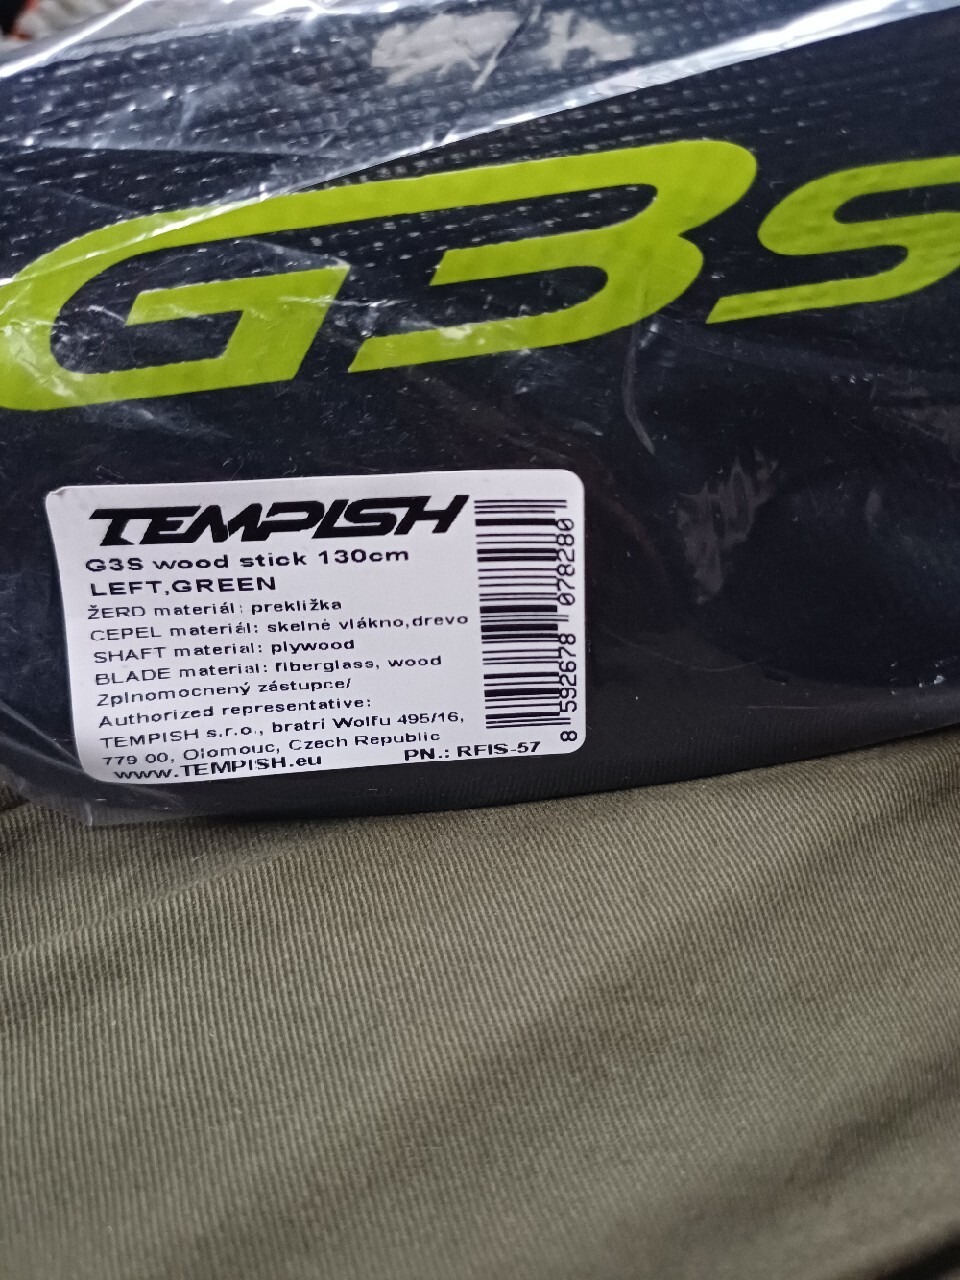 G3S
TEMPISH
G3S wood stick 130cm
LEFT,GREEN
ŽERD materiál: prekližka
CEPEL materiál: skelné vlákno,drevo
SHAFT material: plywood
BLADE material: fiberglass, wood
Zplnomocnený zástupce/
Authorized representative:
TEMPISH s.r.o., bratri Wolfu 495/16,
779 00, Olomouc, Czech Republic
www.TEMPISH.eu PN.: RFIS-57
8 592678 078280